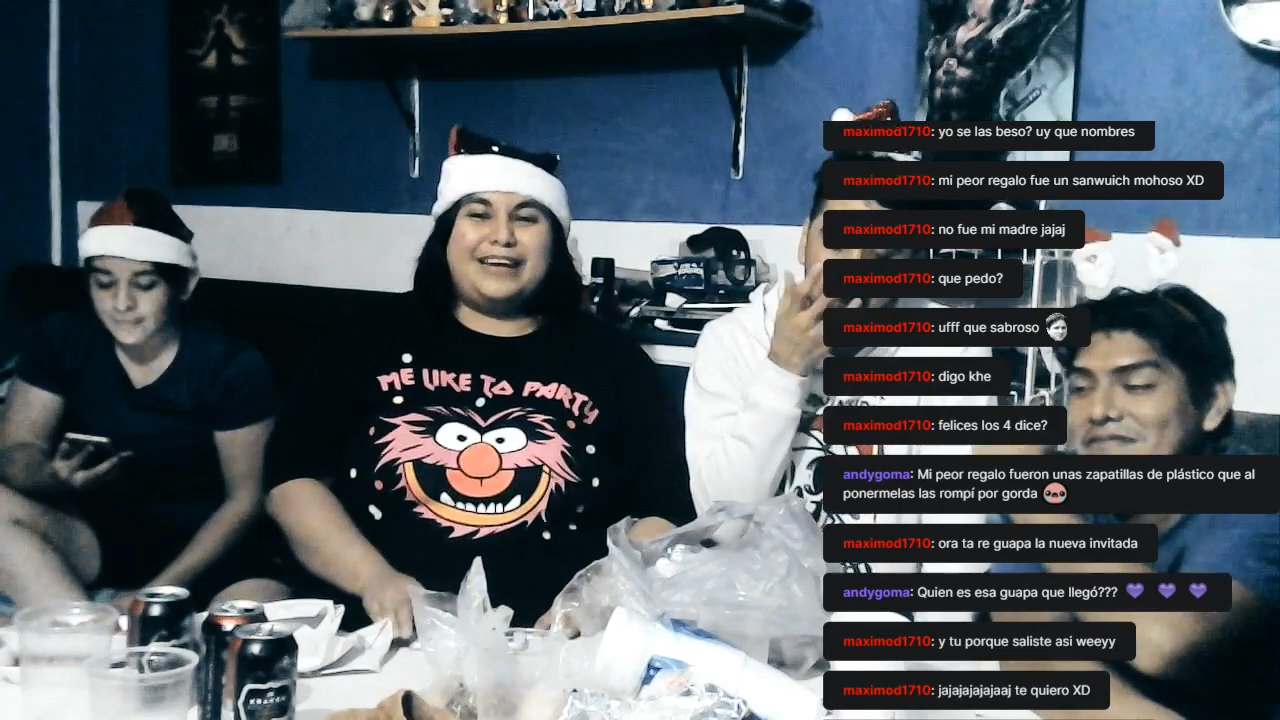 maximod1710: yo se las beso? uy que nombres
maximod1710: mi peor regalo fue un sanwuich mohoso XD
maximod1710: no fue mi madre jajaj
maximod1710: que pedo?
maximod1710: ufff que sabroso
maximod1710: digo khe
maximod1710: felices los 4 dice?
andygoma: Mi peor regalo fueron unas zapatillas de plástico que al
ponermelas las rompí por gorda
maximod1710: ora ta re guapa la nueva invitada
andygoma: Quien es esa guapa que llegó???
maximod1710: y tu porque saliste asi weeyy
maximod1710: jajajajajaaj te quiero XD
ME LIKE TO PARTY
KRAKEN